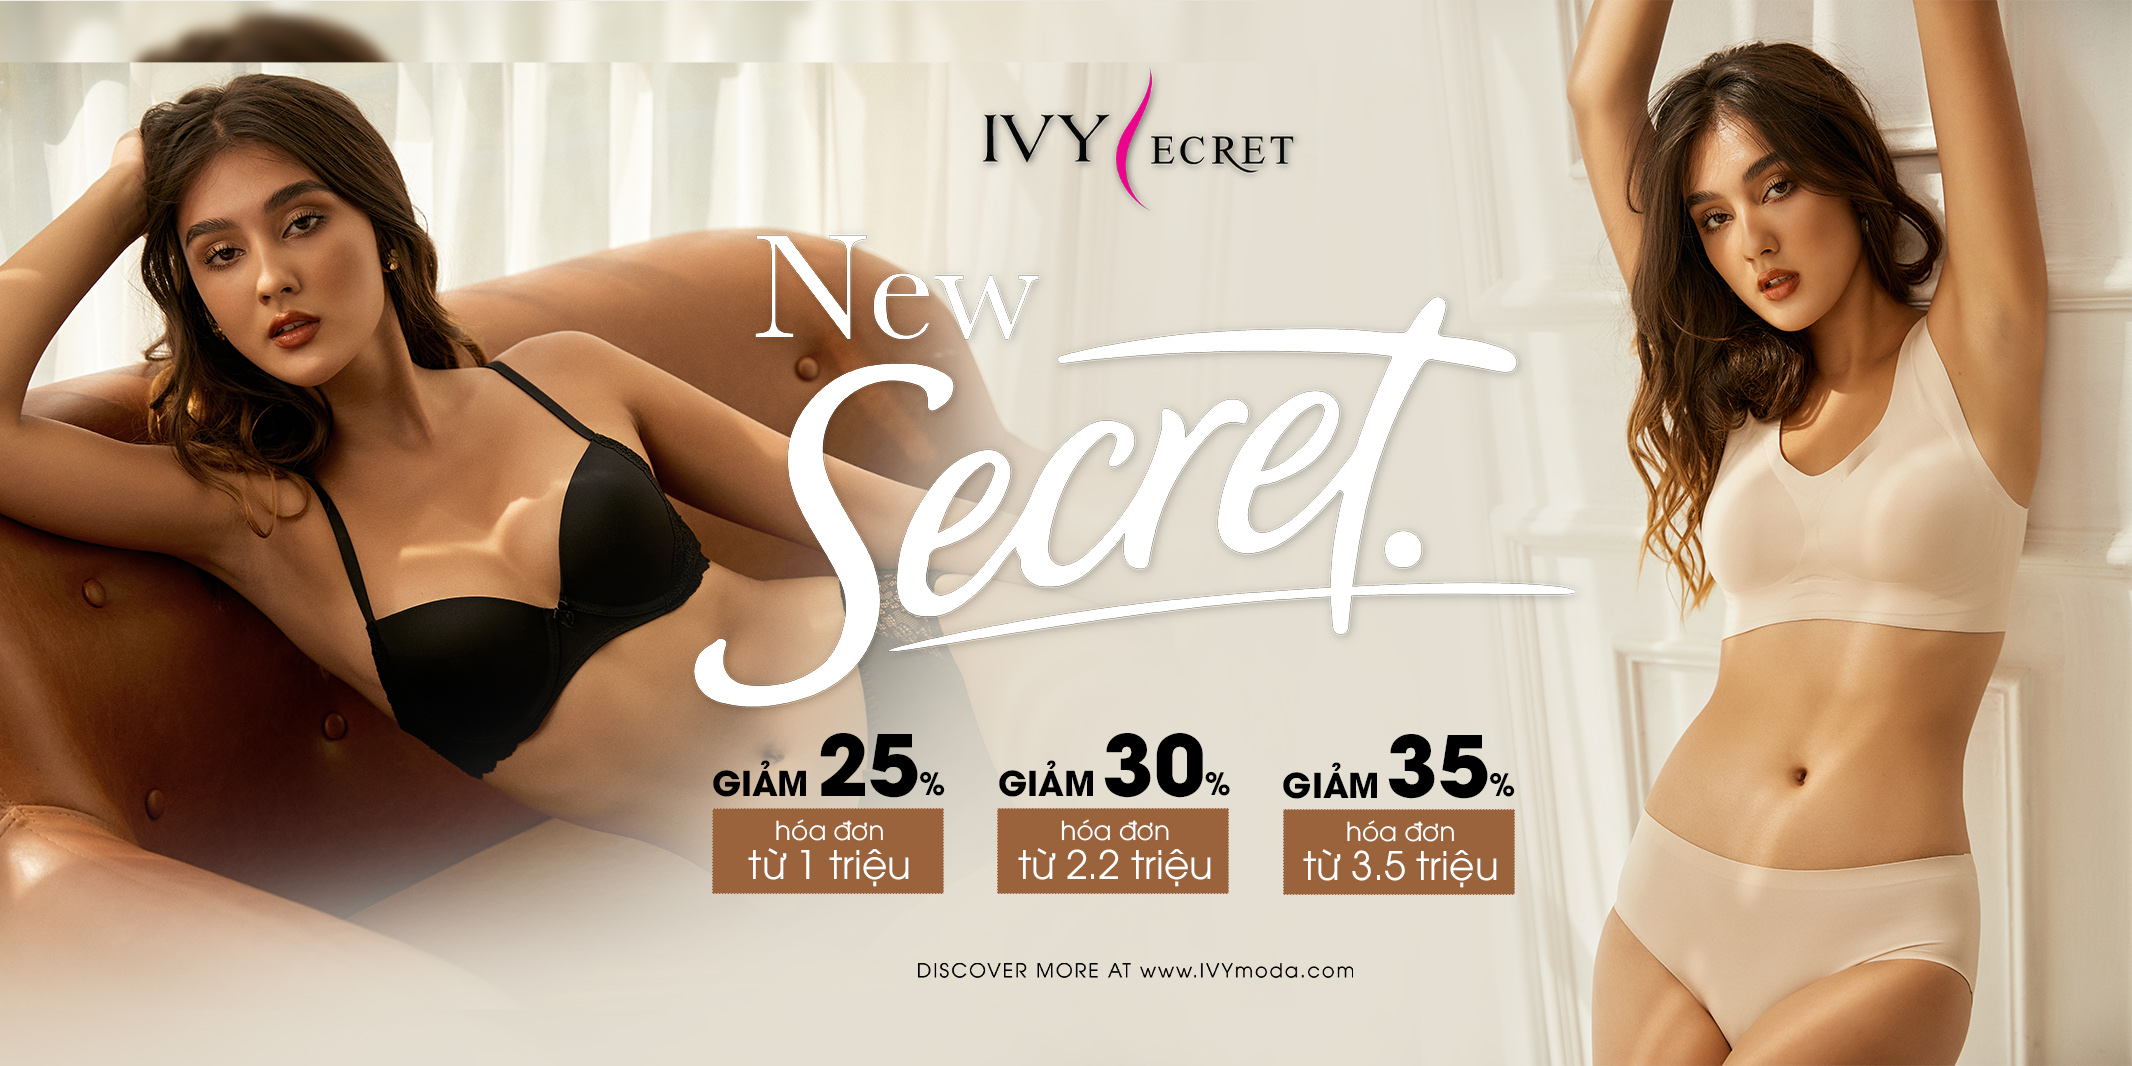 IVY SECRET
New
Secret.
GIẢM 25%
hóa đơn
từ 1 triệu
GIẢM 30%
hóa đơn
từ 2.2 triệu
GIẢM 35%
hóa đơn
từ 3.5 triệu
DISCOVER MORE AT www.IVYmoda.com